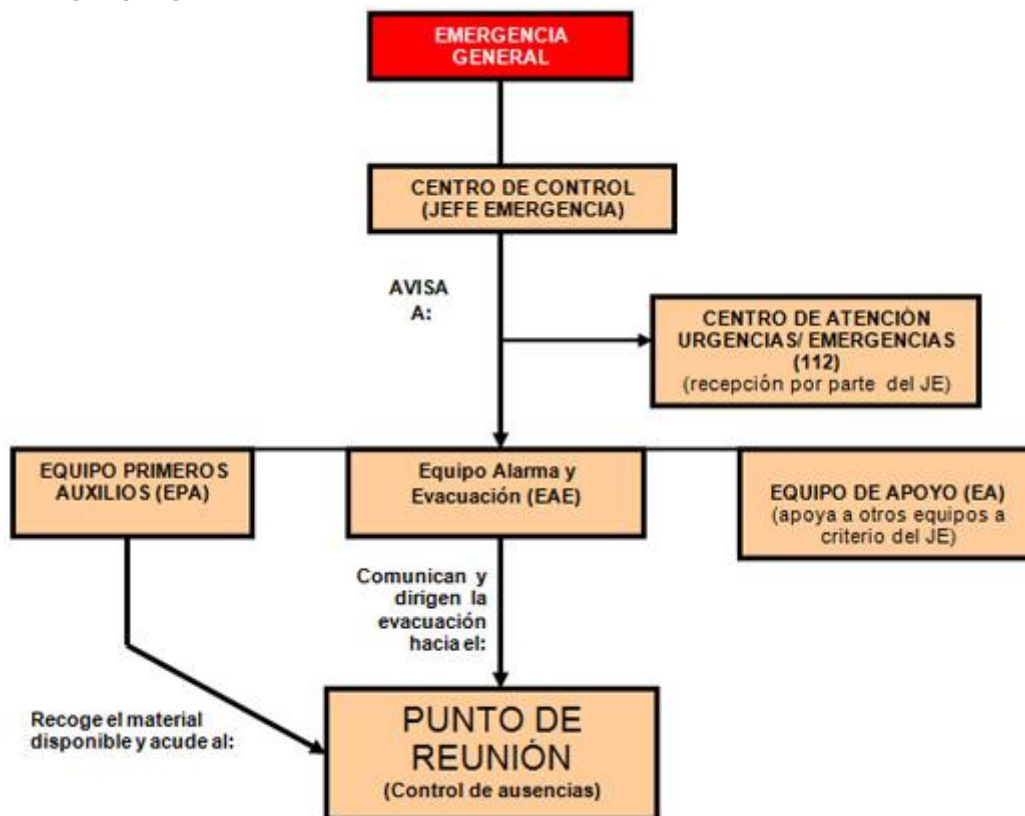 EMERGENCIA
GENERAL
CENTRO DE CONTROL
(JEFE EMERGENCIA)
AVISA
A:
CENTRO DE ATENCIÓN
URGENCIAS/ EMERGENCIAS
(112)
(recepción por parte del JE)
EQUIPO PRIMEROS
AUXILIOS (EPA)
Equipo Alarma y
Evacuación (EAE)
EQUIPO DE APOYO (EA)
(apoya a otros equipos a
criterio del JE)
Comunican y
dirigen la
evacuación
hacia el:
Recoge el material
disponible y acude al:
PUNTO DE
REUNIÓN
(Control de ausencias)